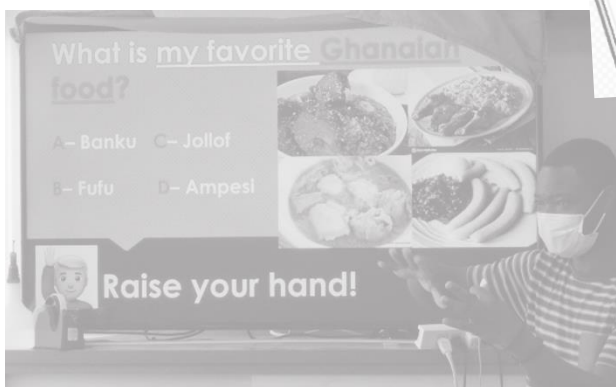 What is my favorite Ghanaian
food?
A– Banku C– Jollof
B– Fufu D– Ampesi
Raise your hand!